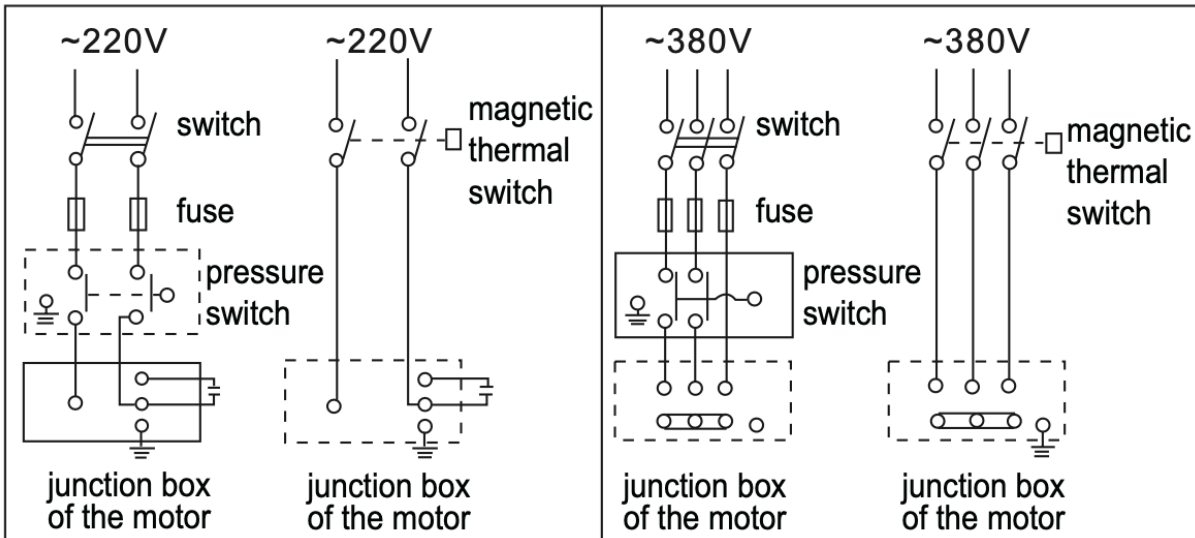 ~220V
switch
fuse
pressure
switch
junction box
of the motor
~220V
magnetic
thermal
switch
junction box
of the motor
~380V
switch
fuse
pressure
switch
junction box
of the motor
~380V
magnetic
thermal
switch
junction box
of the motor